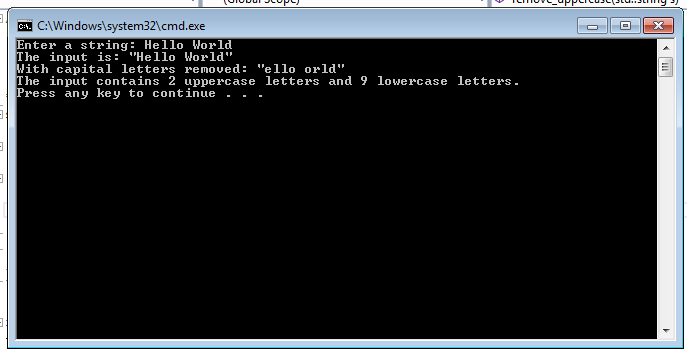 (Global Scope)
remove_uppercase(std::string s)
C:\Windows\system32\cmd.exe
Enter a string: Hello World
The input is: "Hello World"
With capital letters removed: "ello orld"
The input contains 2 uppercase letters and 9 lowercase letters.
Press any key to continue . . .